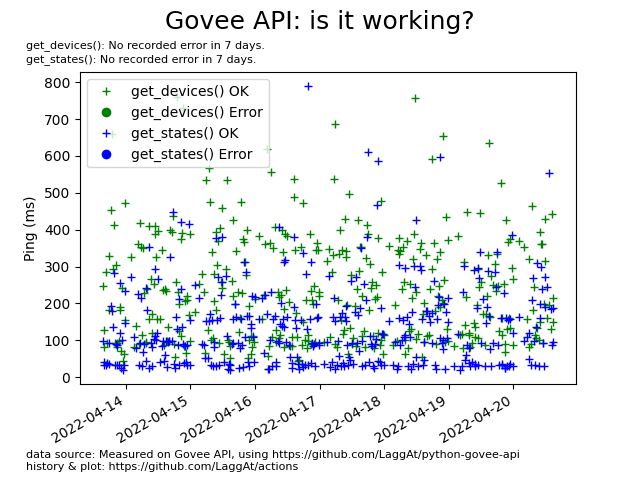 Govee API: is it working?
get_devices(): No recorded error in 7 days.
get_states(): No recorded error in 7 days.
800
700
600
500
400
300
200
100
0
Ping (ms)
get_devices() OK
get_devices() Error
get_states() OK
get_states() Error
2022-04-14
2022-04-15
2022-04-16
2022-04-17
2022-04-18
2022-04-19
2022-04-20
data source: Measured on Govee API, using https://github.com/LaggAt/python-govee-api
history & plot: https://github.com/LaggAt/actions